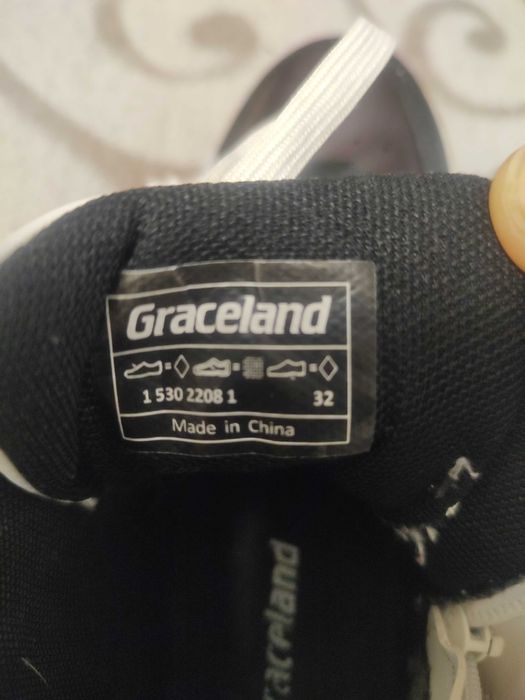 Graceland
1 530 2208 1 32
Made in China
Graceland